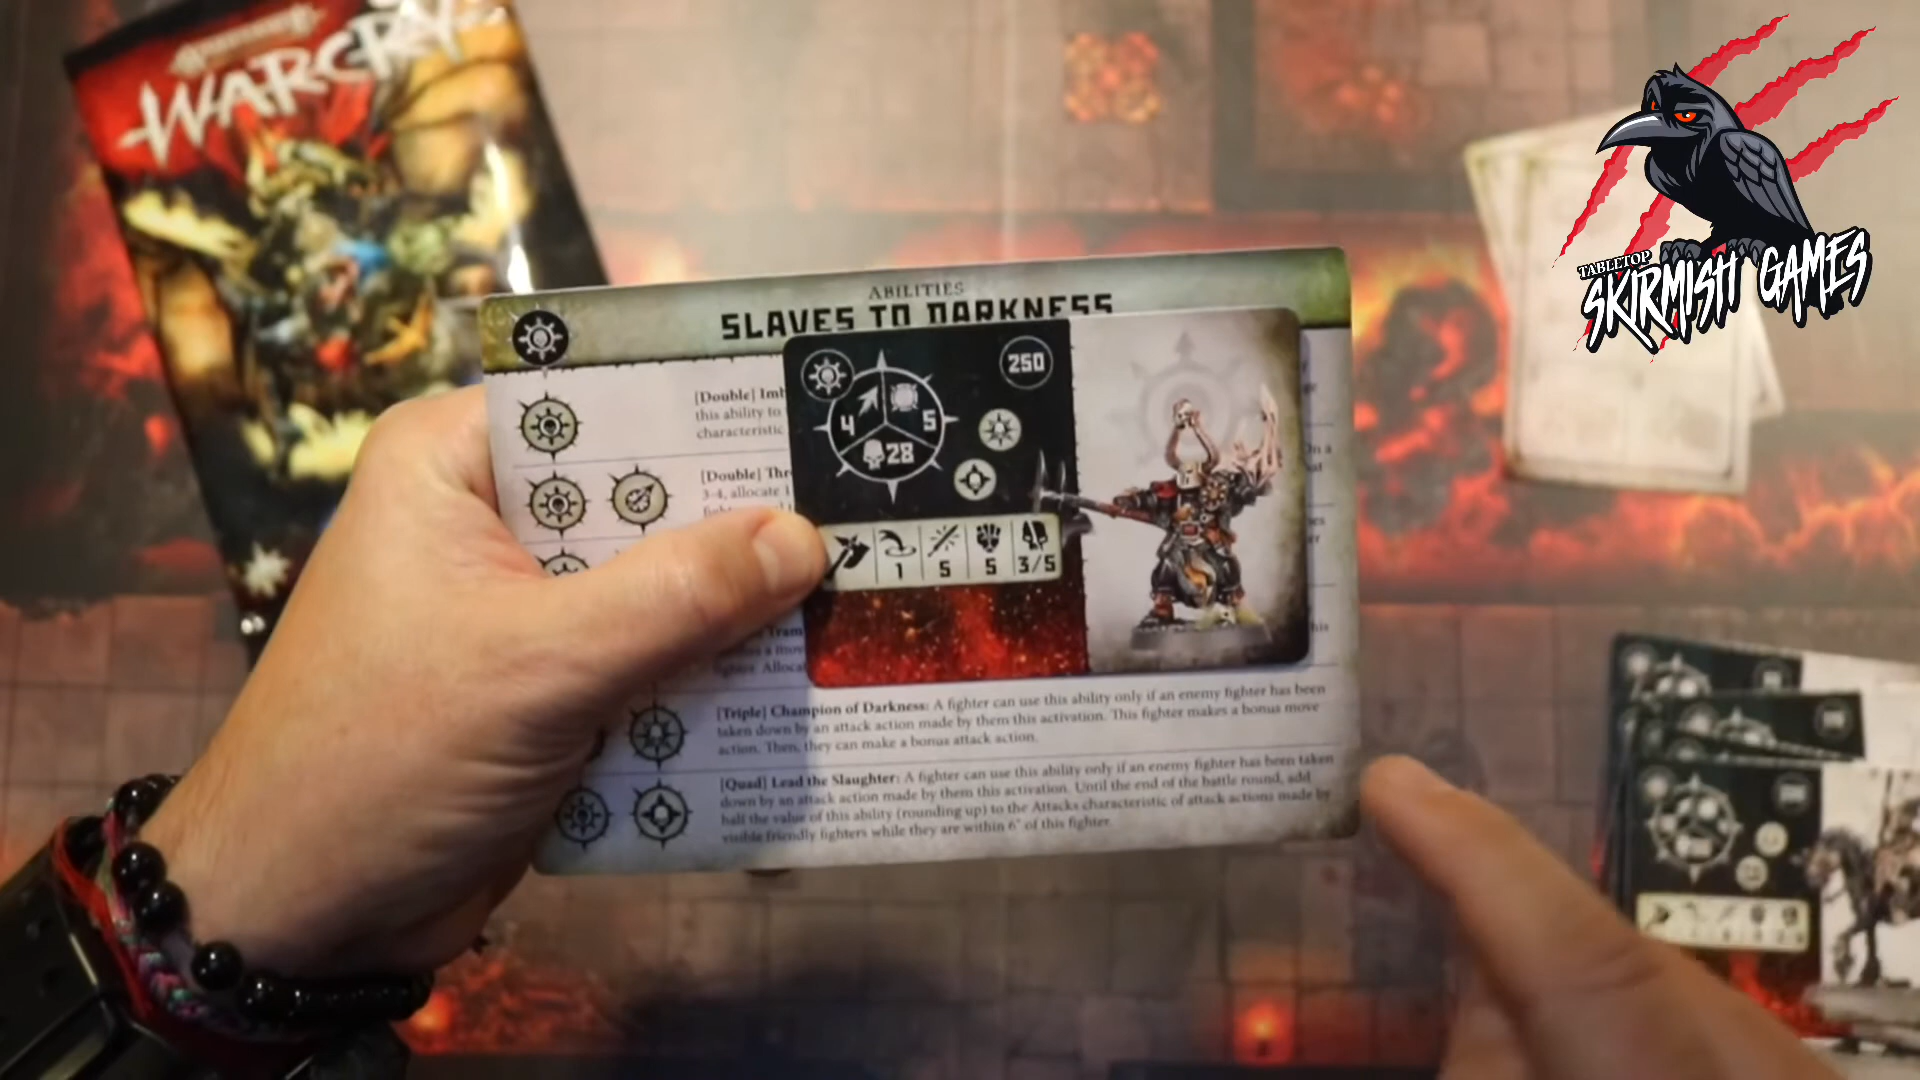 WARCRY
TABLETOP
SKIRMISH GAMES
ABILITIES
SLAVES TO DARKNESS
250
4
5
28
1
5
5
3/5
[Double]
this ability to
characteristic
[Double]
3-4, allocate 1
[Triple] Champion of Darkness: A fighter can use this ability only if an enemy fighter has been
taken down by an attack action made by them this activation. This fighter makes a bonus move
action. Then, they can make a bonus attack action.
[Quad] Lead the Slaughter: A fighter can use this ability only if an enemy fighter has been taken
down by an attack action made by them this activation. Until the end of the battle round, add
half the value of this ability (rounding up) to the Attacks characteristic of attack actions made by
visible friendly fighters while they are within 6" of this fighter.